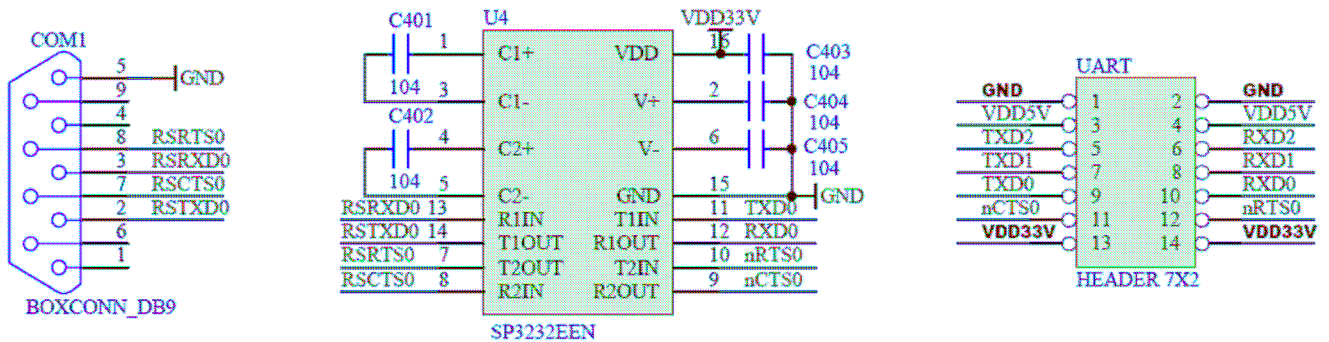 COM1
5 GND
9
4
8 RSRTS0
3 RSRXD0
7 RSCTS0
2 RSTXD0
6
1
BOXCONN_DB9
C401
104
C402
104
U4
VDD33V
1 C1+ VDD 16
3 C1- V+ 2
4 C2+ V- 6
5 C2- GND 15 GND
RSRXD0 13 R1IN T1IN 11 TXD0
RSTXD0 14 T1OUT R1OUT 12 RXD0
RSRTS0 7 T2OUT T2IN 10 nRTS0
RSCTS0 8 R2IN R2OUT 9 nCTS0
SP3232EEN
C403
104
C404
104
C405
104
UART
GND 1 2 GND
VDD5V 3 4 VDD5V
TXD2 5 6 RXD2
TXD1 7 8 RXD1
TXD0 9 10 RXD0
nCTS0 11 12 nRTS0
VDD33V 13 14 VDD33V
HEADER 7X2